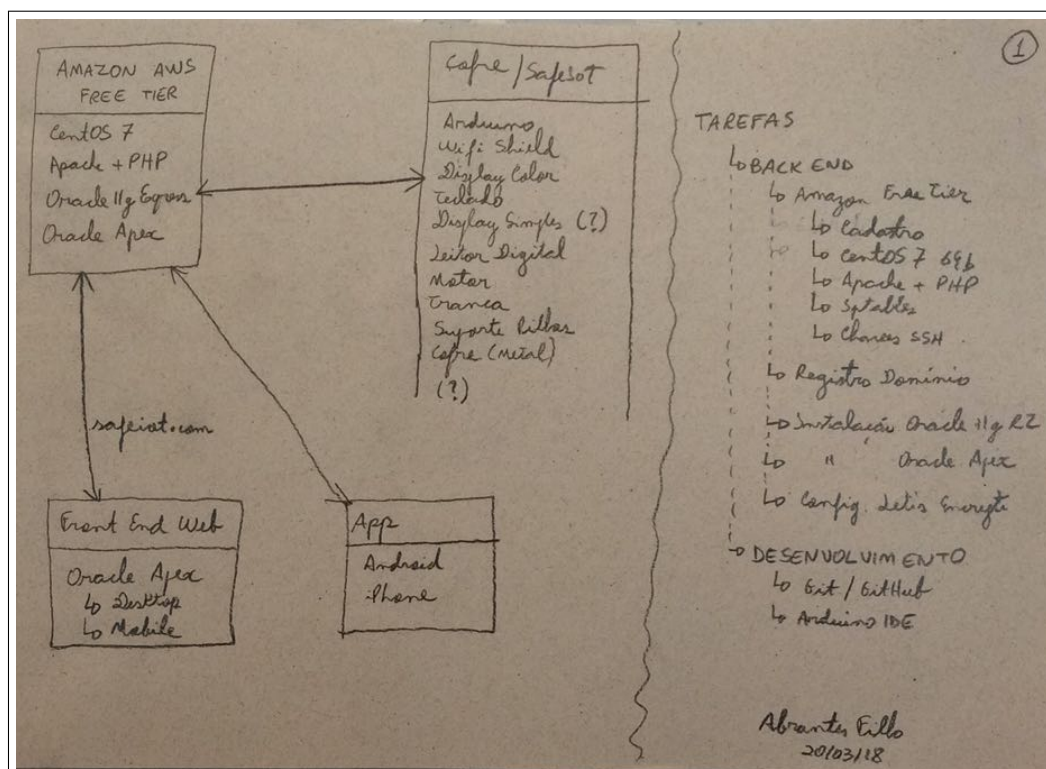 AMAZON AWS
FREE TIER
CentOS 7
Apache + PHP
Oracle 11g Express
Oracle Apex
Cofre / SafeIoT
Arduino
Wifi Shield
Display Color
Teclado
Display Simples (?)
Leitor Digital
Motor
Tranca
Suporte Pilhas
Cofre (Metal)
(?)
safeiot.com
Front End Web
Oracle Apex
↳ Desktop
↳ Mobile
App
Android
iPhone
1
TAREFAS
↳ BACK END
↳ Amazon Free Tier
↳ Cadastro
↳ CentOS 7 64b
↳ Apache + PHP
↳ Iptables
↳ Chaves SSH
↳ Registro Domínio
↳ Instalação Oracle 11g R2
↳ " Oracle Apex
↳ Config. Let's Encrypt
↳ DESENVOLVIMENTO
↳ Git / GitHub
↳ Arduino IDE
Abrantes Filho
20/03/18